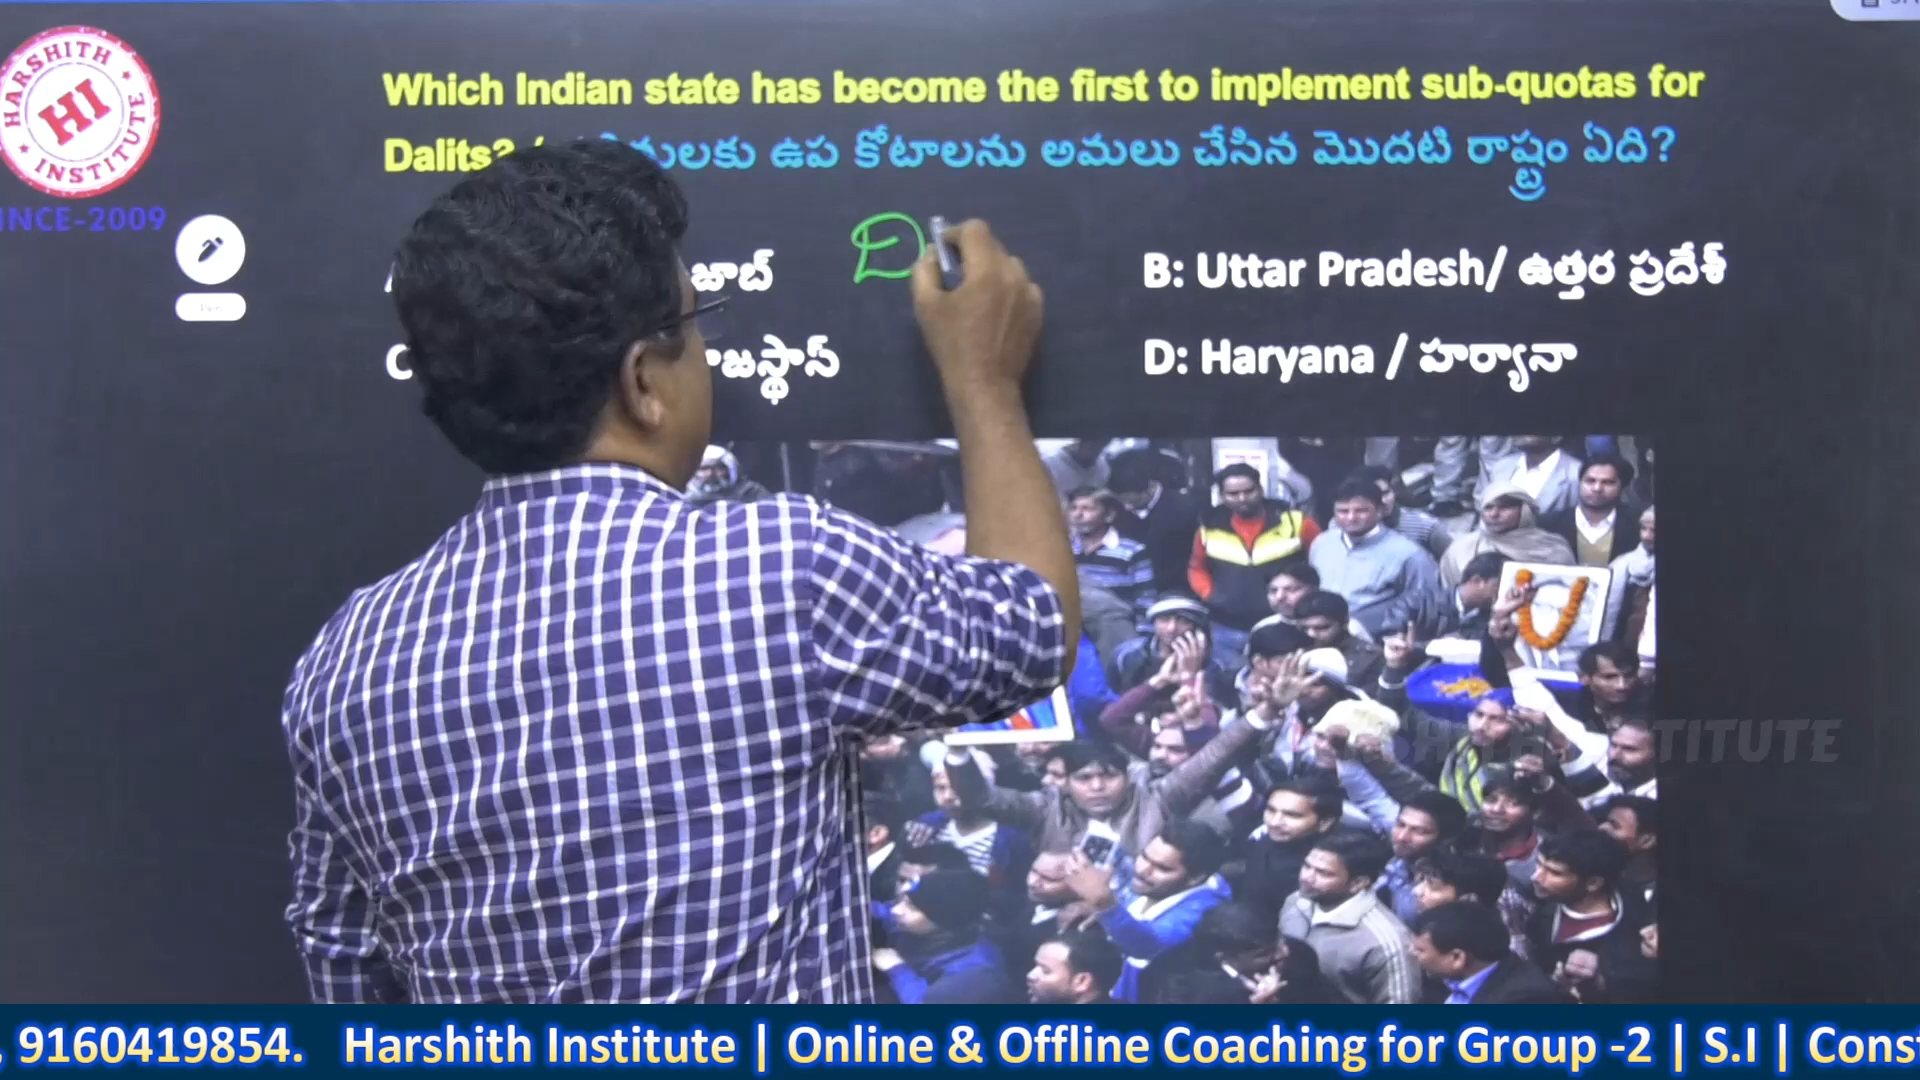 HARSHITH
HI
INSTITUTE
INCE-2009
Pen
Which Indian state has become the first to implement sub-quotas for
Dalits? / కు ఉప కోటాలను అమలు చేసిన మొదటి రాష్ట్రం ఏది?
B: Uttar Pradesh/ ఉత్తర ప్రదేశ్
D: Haryana / హర్యానా
TITUTE
, 9160419854. Harshith Institute | Online & Offline Coaching for Group -2 | S.I | Cons